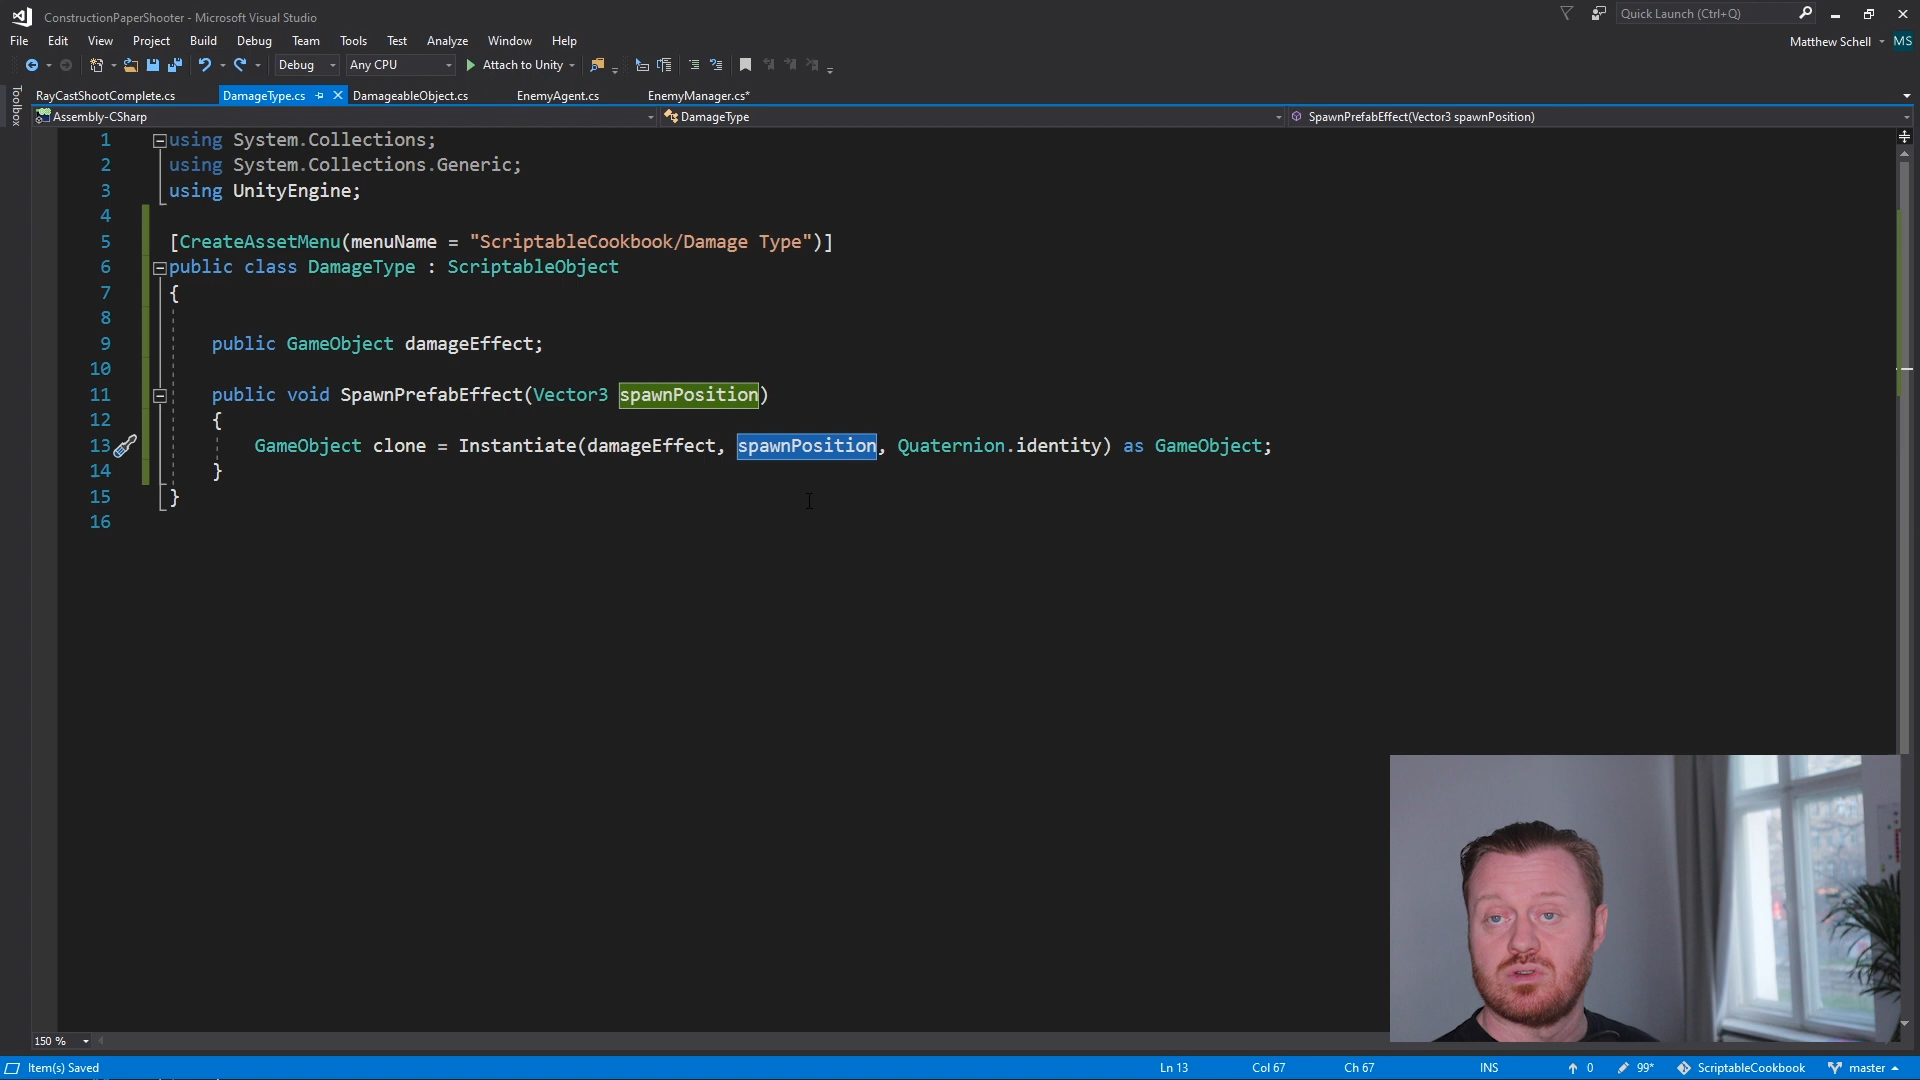 ConstructionPaperShooter - Microsoft Visual Studio
Quick Launch (Ctrl+Q)
File Edit View Project Build Debug Team Tools Test Analyze Window Help
Matthew Schell MS
Debug Any CPU Attach to Unity
Toolbox
RayCastShootComplete.cs DamageType.cs DamageableObject.cs EnemyAgent.cs EnemyManager.cs*
Assembly-CSharp DamageType SpawnPrefabEffect(Vector3 spawnPosition)
1 using System.Collections;
2 using System.Collections.Generic;
3 using UnityEngine;
4
5 [CreateAssetMenu(menuName = "ScriptableCookbook/Damage Type")]
6 public class DamageType : ScriptableObject
7 {
8
9 public GameObject damageEffect;
10
11 public void SpawnPrefabEffect(Vector3 spawnPosition)
12 {
13 GameObject clone = Instantiate(damageEffect, spawnPosition, Quaternion.identity) as GameObject;
14 }
15 }
16
150 %
Item(s) Saved Ln 13 Col 67 Ch 67 INS 0 99* ScriptableCookbook master